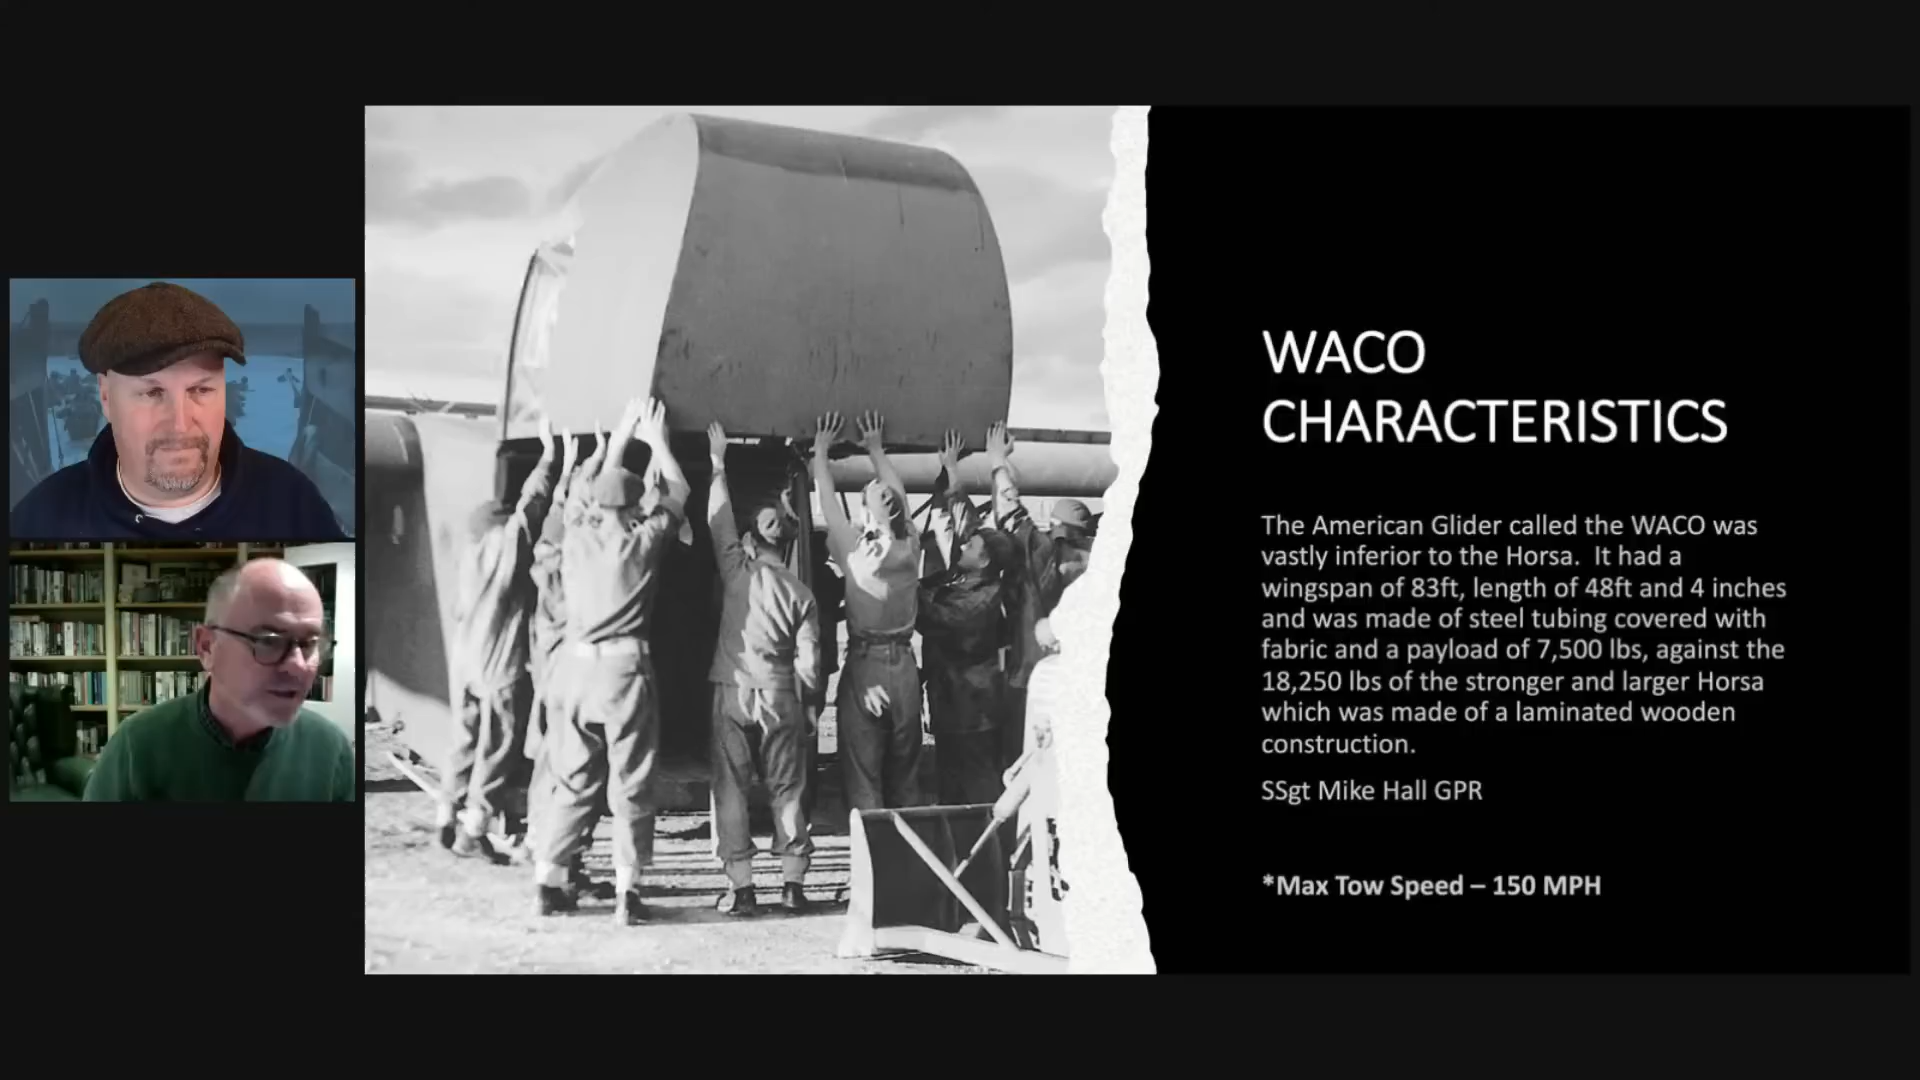 WACO
CHARACTERISTICS
The American Glider called the WACO was
vastly inferior to the Horsa.  It had a
wingspan of 83ft, length of 48ft and 4 inches
and was made of steel tubing covered with
fabric and a payload of 7,500 lbs, against the
18,250 lbs of the stronger and larger Horsa
which was made of a laminated wooden
construction.
SSgt Mike Hall GPR
*Max Tow Speed – 150 MPH